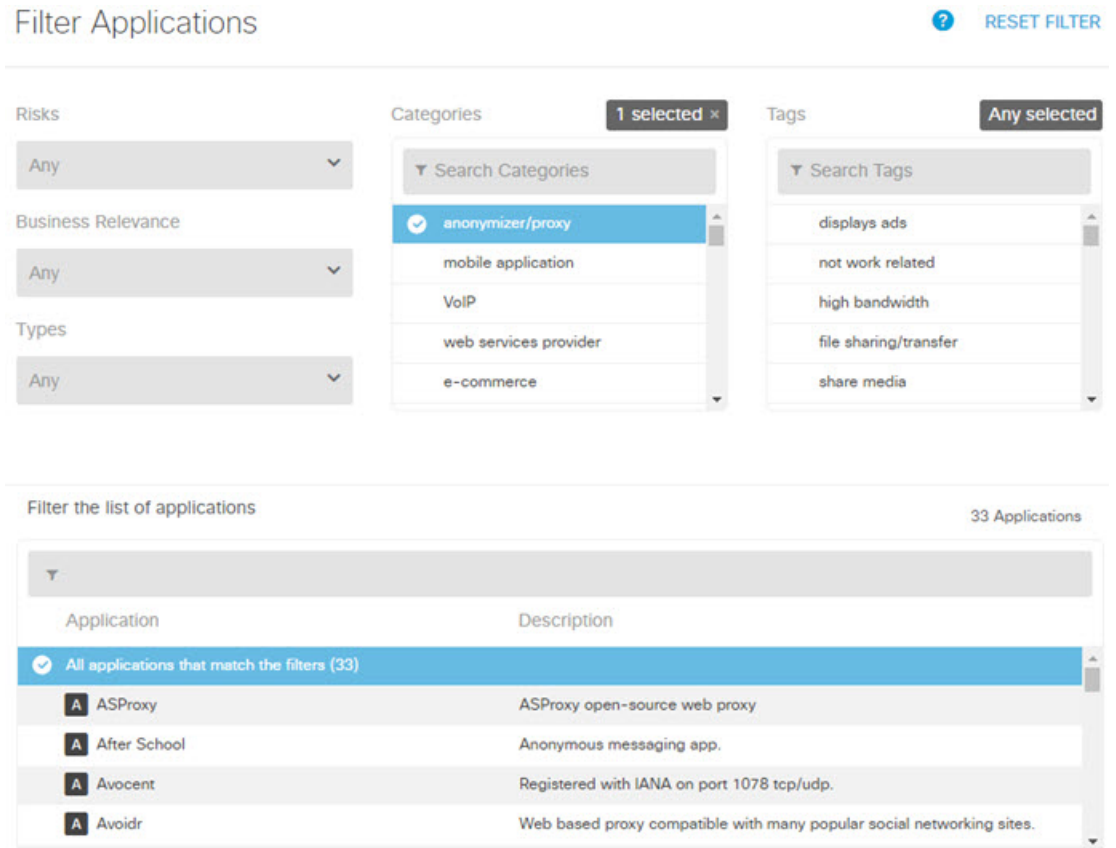 Filter Applications
? RESET FILTER
Risks
Any
Business Relevance
Any
Types
Any
Categories
1 selected ×
Search Categories
anonymizer/proxy
mobile application
VoIP
web services provider
e-commerce
Tags
Any selected
Search Tags
displays ads
not work related
high bandwidth
file sharing/transfer
share media
Filter the list of applications
33 Applications
Application Description
All applications that match the filters (33)
A ASProxy ASProxy open-source web proxy
A After School Anonymous messaging app.
A Avocent Registered with IANA on port 1078 tcp/udp.
A Avoidr Web based proxy compatible with many popular social networking sites.